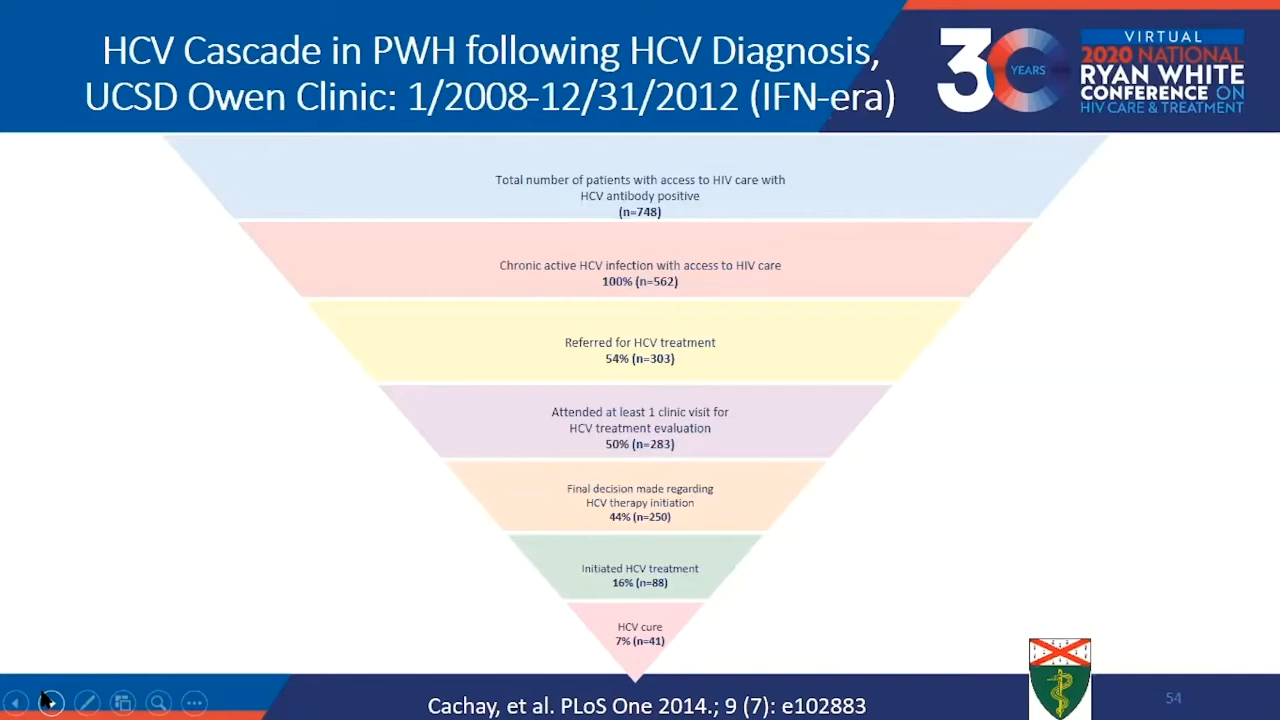 HCV Cascade in PWH following HCV Diagnosis,
UCSD Owen Clinic: 1/2008-12/31/2012 (IFN-era)
30
YEARS
VIRTUAL
2020 NATIONAL
RYAN WHITE
CONFERENCE ON
HIV CARE & TREATMENT
Total number of patients with access to HIV care with
HCV antibody positive
(n=748)
Chronic active HCV infection with access to HIV care
100% (n=562)
Referred for HCV treatment
54% (n=303)
Attended at least 1 clinic visit for
HCV treatment evaluation
50% (n=283)
Final decision made regarding
HCV therapy initiation
44% (n=250)
Initiated HCV treatment
16% (n=88)
HCV cure
7% (n=41)
Cachay, et al. PLoS One 2014.; 9 (7): e102883
54